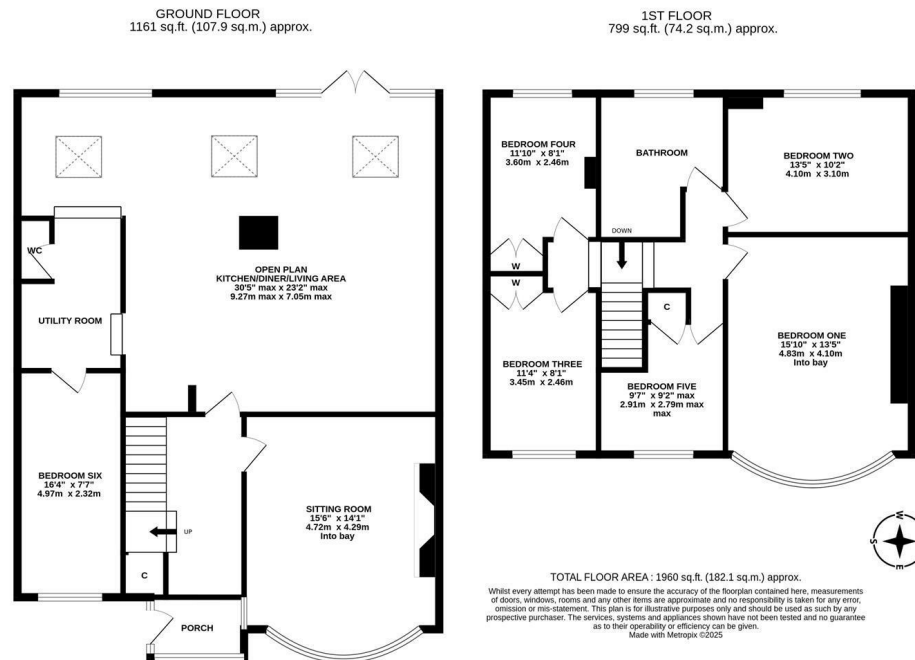 GROUND FLOOR
1161 sq.ft. (107.9 sq.m.) approx.
WC
UTILITY ROOM
OPEN PLAN
KITCHEN/DINER/LIVING AREA
30'5" max x 23'2" max
9.27m max x 7.05m max
BEDROOM SIX
16'4" x 7'7"
4.97m x 2.32m
UP
C
PORCH
SITTING ROOM
15'6" x 14'1"
4.72m x 4.29m
Into bay
1ST FLOOR
799 sq.ft. (74.2 sq.m.) approx.
BEDROOM FOUR
11'10" x 8'1"
3.60m x 2.46m
W
W
BATHROOM
DOWN
BEDROOM TWO
13'5" x 10'2"
4.10m x 3.10m
BEDROOM THREE
11'4" x 8'1"
3.45m x 2.46m
C
BEDROOM FIVE
9'7" x 9'2" max
2.91m x 2.79m max
max
BEDROOM ONE
15'10" x 13'5"
4.83m x 4.10m
Into bay
W
S
E
TOTAL FLOOR AREA : 1960 sq.ft. (182.1 sq.m.) approx.
Whilst every attempt has been made to ensure the accuracy of the floorplan contained here, measurements
of doors, windows, rooms and any other items are approximate and no responsibility is taken for any error,
omission or mis-statement. This plan is for illustrative purposes only and should be used as such by any
prospective purchaser. The services, systems and appliances shown have not been tested and no guarantee
as to their operability or efficiency can be given.
Made with Metropix ©2025